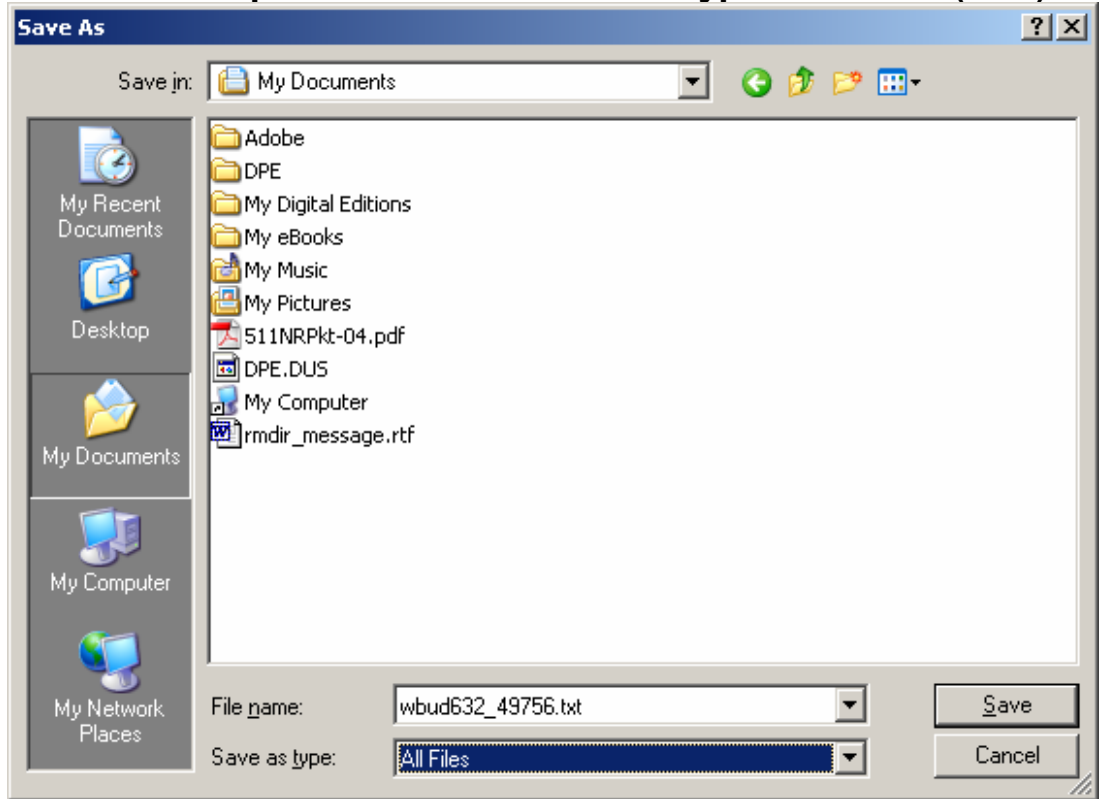 Save As
Save in: My Documents
My Recent
Documents
Desktop
My Documents
My Computer
My Network
Places
Adobe
DPE
My Digital Editions
My eBooks
My Music
My Pictures
511NRPkt-04.pdf
DPE.DUS
My Computer
rmdir_message.rtf
File name: wbud632_49756.txt Save
Save as type: All Files Cancel